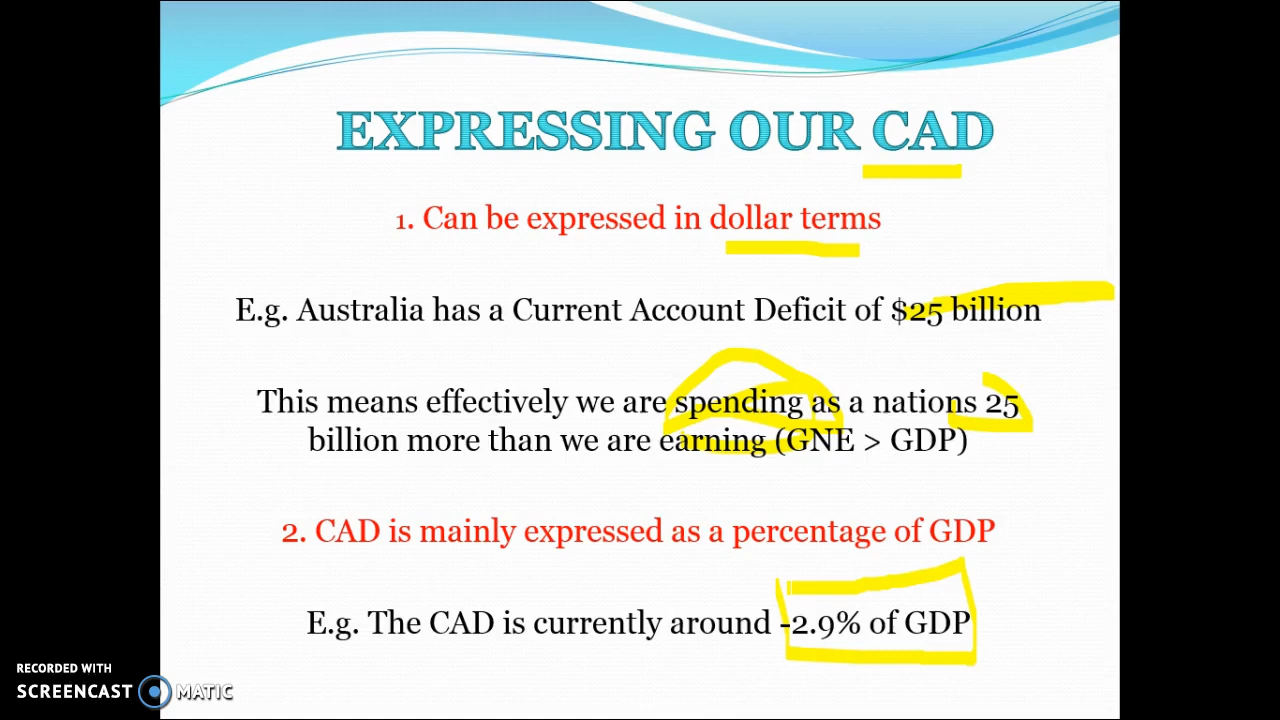 EXPRESSING OUR CAD
1. Can be expressed in dollar terms
E.g. Australia has a Current Account Deficit of $25 billion
This means effectively we are spending as a nations 25
billion more than we are earning (GNE > GDP)
2. CAD is mainly expressed as a percentage of GDP
E.g. The CAD is currently around -2.9% of GDP
RECORDED WITH
SCREENCAST MATIC